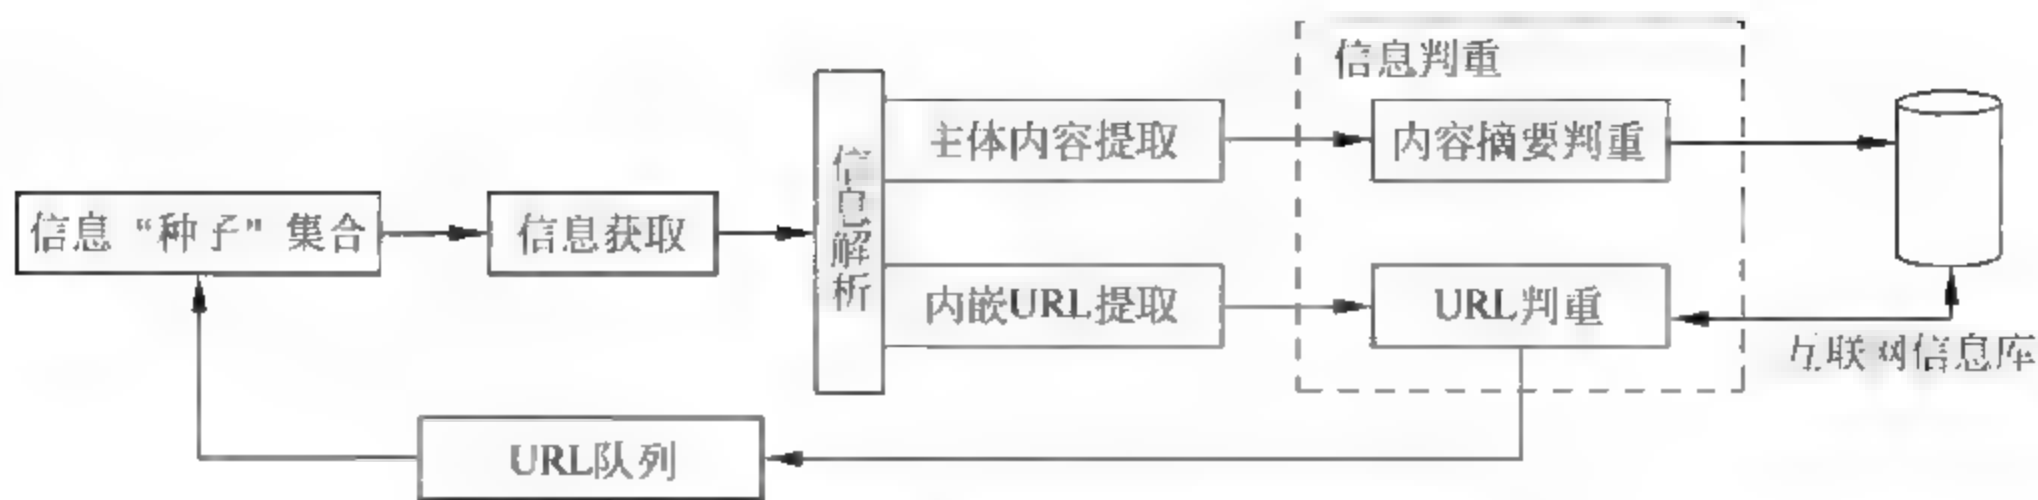 信息判重
主体内容提取
内容摘要判重
信息“种子”集合
信息获取
信息解析
内嵌URL提取
URL判重
互联网信息库
URL队列